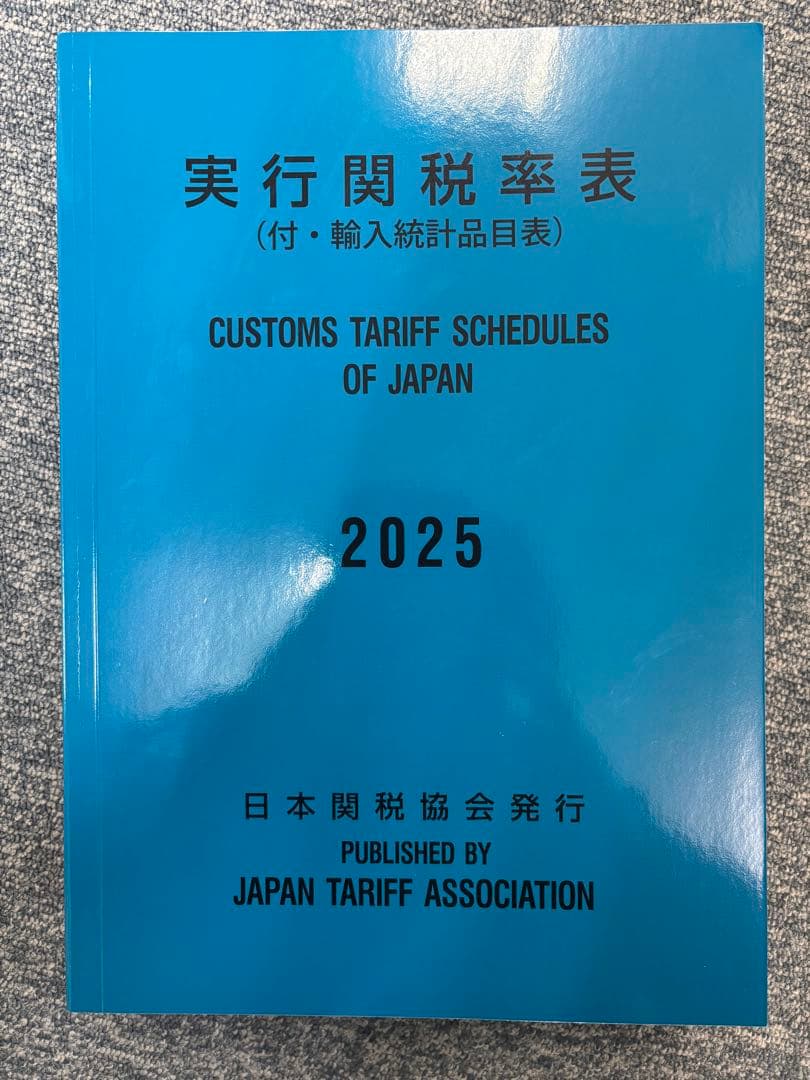 実行関税率表
(付・輸入統計品目表)
CUSTOMS TARIFF SCHEDULES
OF JAPAN
2025
日本関税協会発行
PUBLISHED BY
JAPAN TARIFF ASSOCIATION